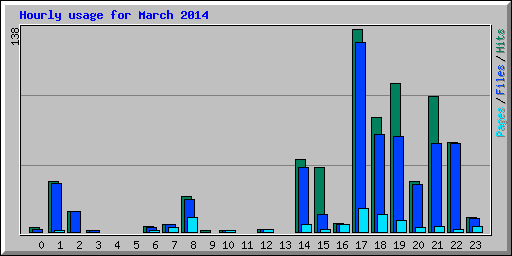 Hourly usage for March 2014
138
Pages/Files/Hits
0 1 2 3 4 5 6 7 8 9 10 11 12 13 14 15 16 17 18 19 20 21 22 23